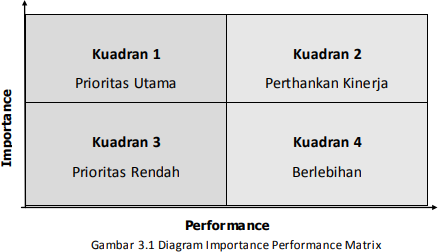 Kuadran 1
Prioritas Utama
Kuadran 2
Perthankan Kinerja
Kuadran 3
Prioritas Rendah
Kuadran 4
Berlebihan
Importance
Performance
Gambar 3.1 Diagram Importance Performance Matrix